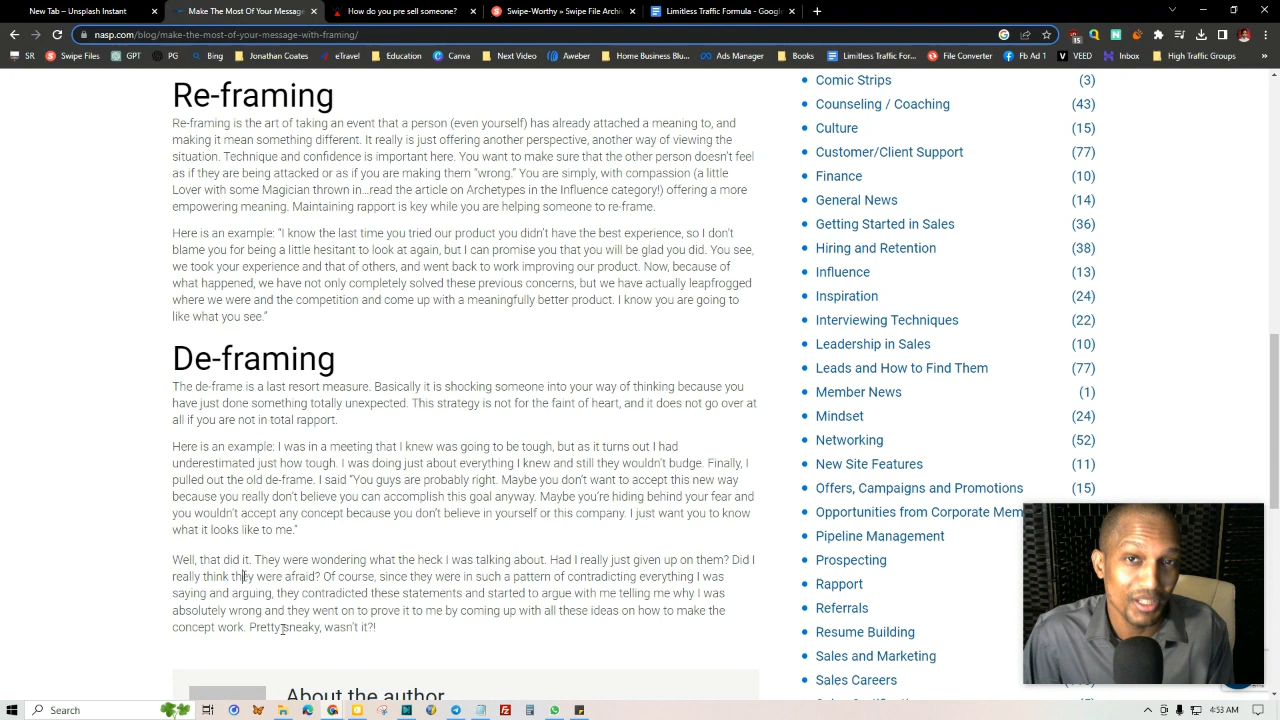 New Tab – Unsplash Instant
Make The Most Of Your Message
How do you pre sell someone?
Swipe-Worthy » Swipe File Archiv
Limitless Traffic Formula - Google
nasp.com/blog/make-the-most-of-your-message-with-framing/
SR
Swipe Files
GPT
PG
Bing
Jonathan Coates
eTravel
Education
Canva
Next Video
Aweber
Home Business Blu...
Ads Manager
Books
Limitless Traffic For...
File Converter
Fb Ad 1
VEED
Inbox
High Traffic Groups
Re-framing
Re-framing is the art of taking an event that a person (even yourself) has already attached a meaning to, and
making it mean something different. It really is just offering another perspective, another way of viewing the
situation. Technique and confidence is important here. You want to make sure that the other person doesn't feel
as if they are being attacked or as if you are making them “wrong.” You are simply, with compassion (a little
Lover with some Magician thrown in…read the article on Archetypes in the Influence category!) offering a more
empowering meaning. Maintaining rapport is key while you are helping someone to re-frame.
Here is an example: “I know the last time you tried our product you didn't have the best experience, so I don't
blame you for being a little hesitant to look at again, but I can promise you that you will be glad you did. You see,
we took your experience and that of others, and went back to work improving our product. Now, because of
what happened, we have not only completely solved these previous concerns, but we have actually leapfrogged
where we were and the competition and come up with a meaningfully better product. I know you are going to
like what you see.”
De-framing
The de-frame is a last resort measure. Basically it is shocking someone into your way of thinking because you
have just done something totally unexpected. This strategy is not for the faint of heart, and it does not go over at
all if you are not in total rapport.
Here is an example: I was in a meeting that I knew was going to be tough, but as it turns out I had
underestimated just how tough. I was doing just about everything I knew and still they wouldn't budge. Finally, I
pulled out the old de-frame. I said “You guys are probably right. Maybe you don't want to accept this new way
because you really don't believe you can accomplish this goal anyway. Maybe you're hiding behind your fear and
you wouldn't accept any concept because you don't believe in yourself or this company. I just want you to know
what it looks like to me.”
Well, that did it. They were wondering what the heck I was talking about. Had I really just given up on them? Did I
really think they were afraid? Of course, since they were in such a pattern of contradicting everything I was
saying and arguing, they contradicted these statements and started to argue with me telling me why I was
absolutely wrong and they went on to prove it to me by coming up with all these ideas on how to make the
concept work. Pretty sneaky, wasn't it?!
About the author
Comic Strips (3)
Counseling / Coaching (43)
Culture (15)
Customer/Client Support (77)
Finance (10)
General News (14)
Getting Started in Sales (36)
Hiring and Retention (38)
Influence (13)
Inspiration (24)
Interviewing Techniques (22)
Leadership in Sales (10)
Leads and How to Find Them (77)
Member News (1)
Mindset (24)
Networking (52)
New Site Features (11)
Offers, Campaigns and Promotions (15)
Opportunities from Corporate Mem
Pipeline Management
Prospecting
Rapport
Referrals
Resume Building
Sales and Marketing
Sales Careers
Search
4:53 AM